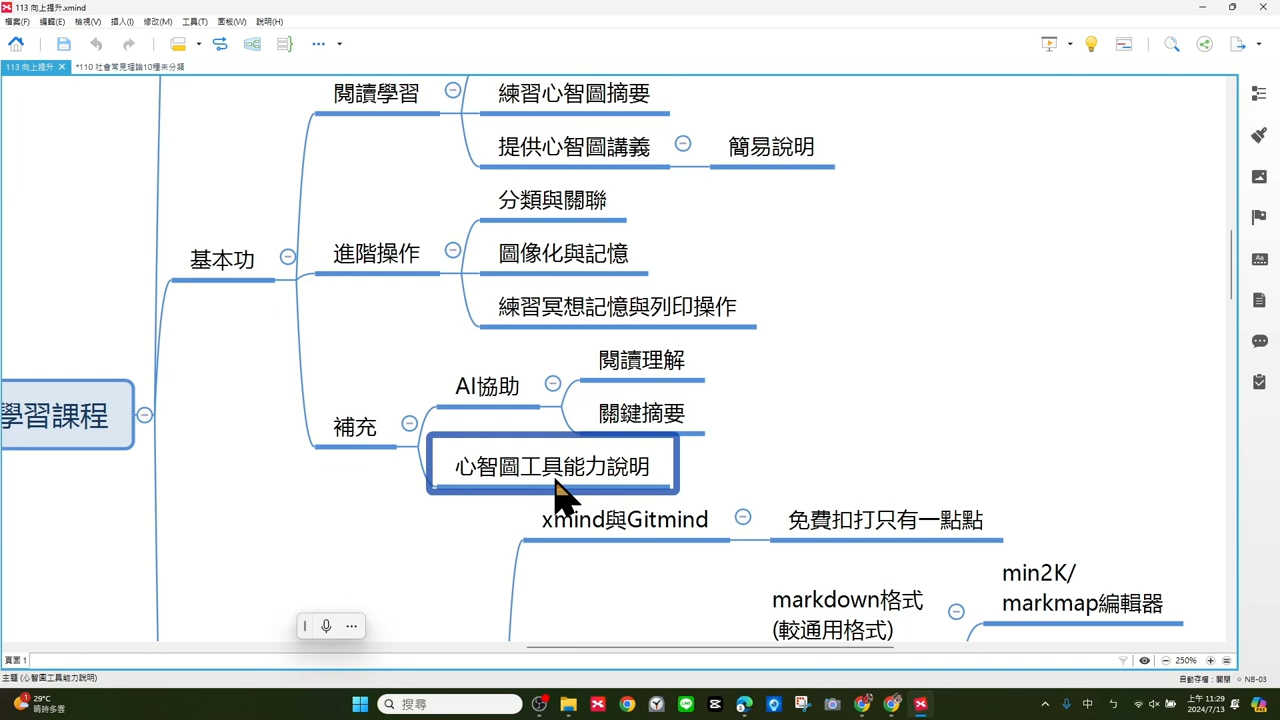 113 向上提升.xmind
檔案(F) 編輯(E) 檢視(V) 插入(I) 修改(M) 工具(T) 面板(W) 說明(H)
113 向上提升
*110 社會常見理論10種未分類
閱讀學習
練習心智圖摘要
提供心智圖講義
簡易說明
基本功
進階操作
分類與關聯
圖像化與記憶
練習冥想記憶與列印操作
學習課程
補充
AI協助
閱讀理解
關鍵摘要
心智圖工具能力說明
xmind與Gitmind
免費扣打只有一點點
markdown格式
(較通用格式)
min2K/
markmap編輯器
頁面 1
250%
主題 (心智圖工具能力說明)
自動存檔：關閉
NB-03
29°C
晴時多雲
搜尋
中
上午 11:29
2024/7/13